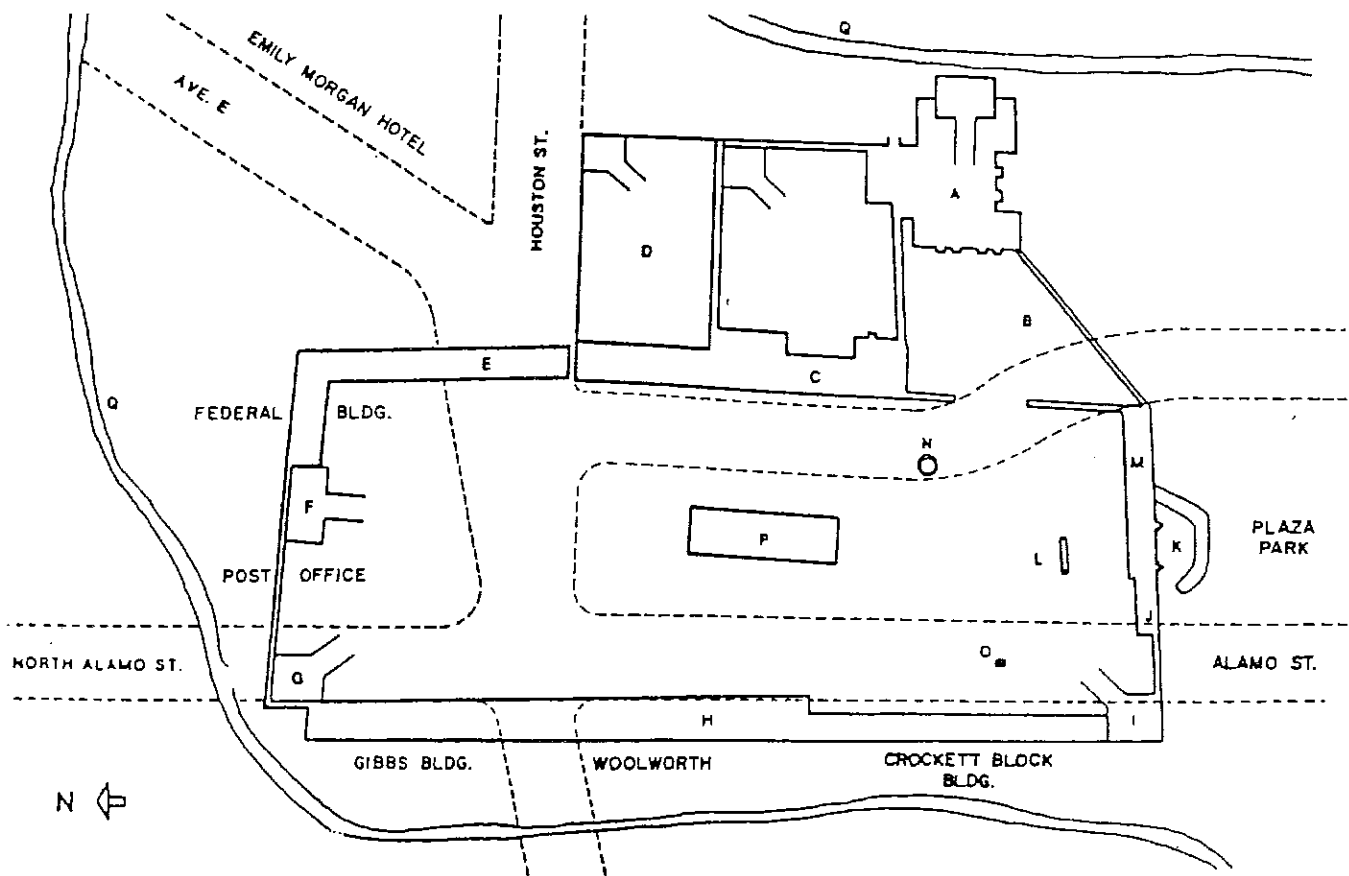 Q
EMILY MORGAN HOTEL
AVE. E
HOUSTON ST.
A
D
B
E
C
Q
FEDERAL BLDG.
N
M
F
P
L
K
PLAZA
PARK
POST OFFICE
J
NORTH ALAMO ST.
G
O
ALAMO ST.
H
I
GIBBS BLDG.
WOOLWORTH
CROCKETT BLOCK
BLDG.
N